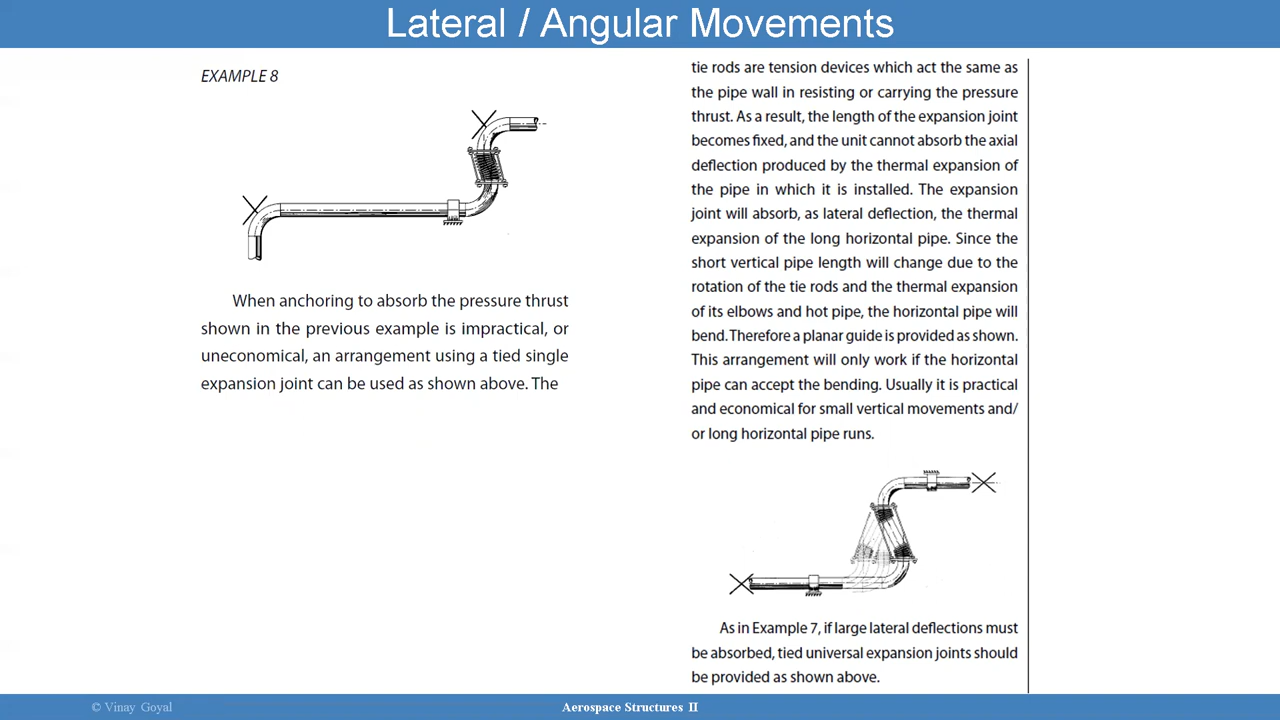 Lateral / Angular Movements
EXAMPLE 8
When anchoring to absorb the pressure thrust
shown in the previous example is impractical, or
uneconomical, an arrangement using a tied single
expansion joint can be used as shown above. The
tie rods are tension devices which act the same as
the pipe wall in resisting or carrying the pressure
thrust. As a result, the length of the expansion joint
becomes fixed, and the unit cannot absorb the axial
deflection produced by the thermal expansion of
the pipe in which it is installed. The expansion
joint will absorb, as lateral deflection, the thermal
expansion of the long horizontal pipe. Since the
short vertical pipe length will change due to the
rotation of the tie rods and the thermal expansion
of its elbows and hot pipe, the horizontal pipe will
bend. Therefore a planar guide is provided as shown.
This arrangement will only work if the horizontal
pipe can accept the bending. Usually it is practical
and economical for small vertical movements and/
or long horizontal pipe runs.
As in Example 7, if large lateral deflections must
be absorbed, tied universal expansion joints should
be provided as shown above.
© Vinay Goyal
Aerospace Structures II